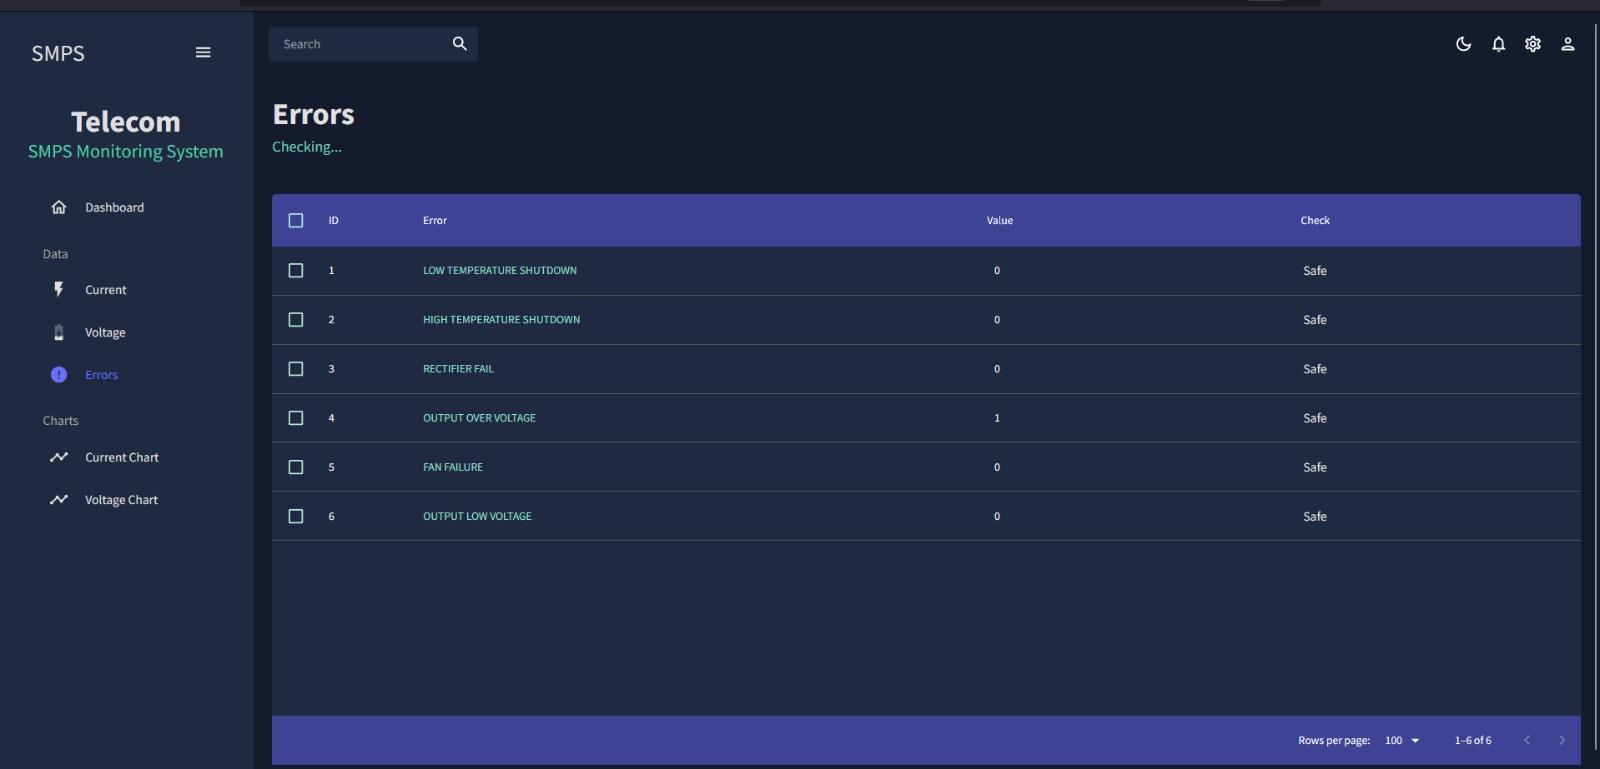 SMPS
Search
Telecom
SMPS Monitoring System
Dashboard
Data
Current
Voltage
Errors
Charts
Current Chart
Voltage Chart
Errors
Checking...
ID Error Value Check
1 LOW TEMPERATURE SHUTDOWN 0 Safe
2 HIGH TEMPERATURE SHUTDOWN 0 Safe
3 RECTIFIER FAIL 0 Safe
4 OUTPUT OVER VOLTAGE 1 Safe
5 FAN FAILURE 0 Safe
6 OUTPUT LOW VOLTAGE 0 Safe
Rows per page: 100 1–6 of 6